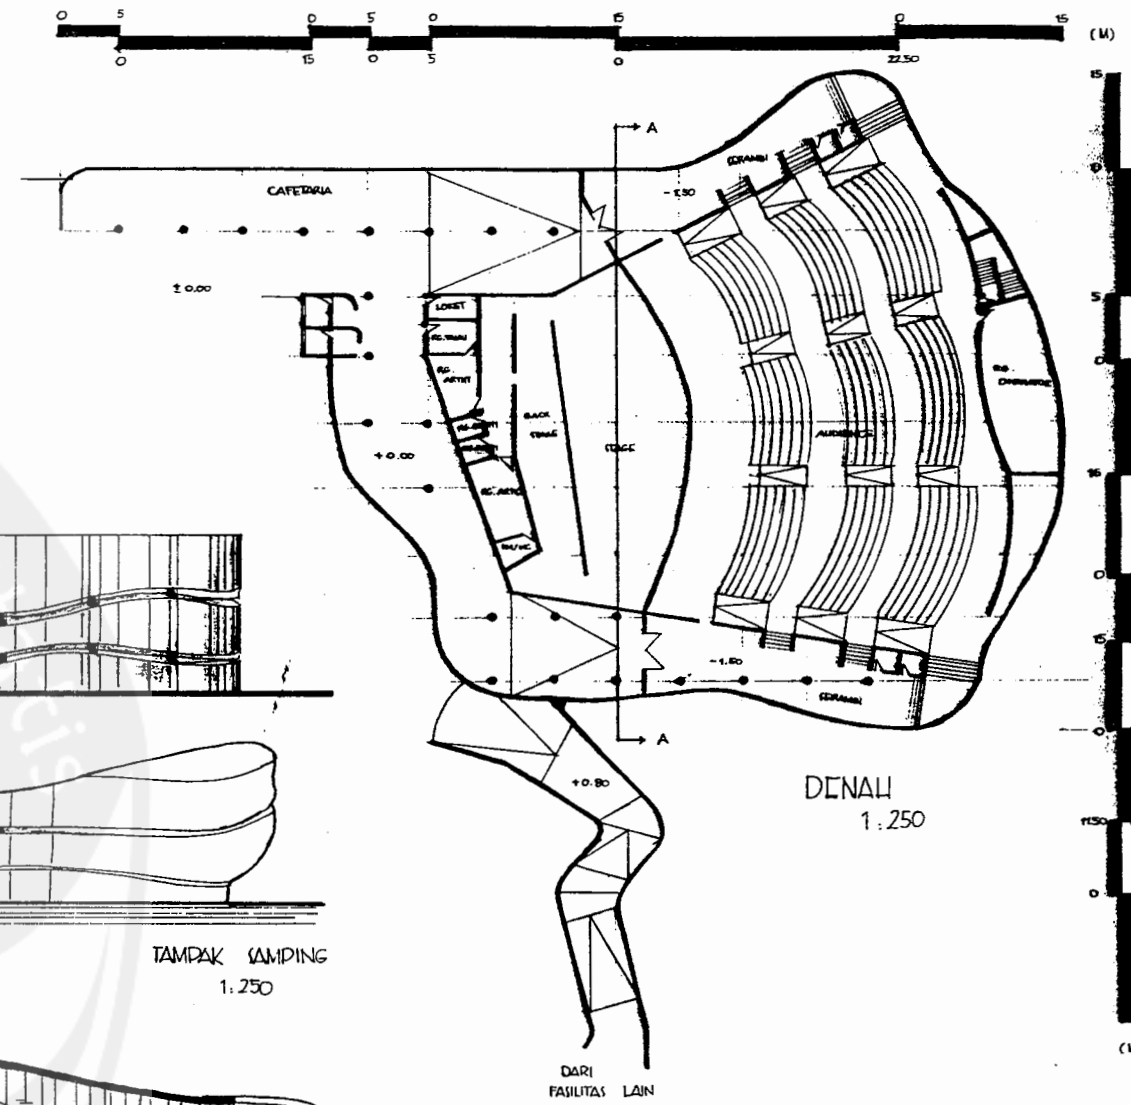 0 5 0 5 0 15 0 15
(M)
0 15 0 5 0 22.50
15
A
SERAMBI
0
CAFETARIA
-1.50
± 0.00
5
LOKET
0
RG.
ARTIST
BACK
STAGE
STAGE
AUDIENCE
+0.00
15
RG. ARTIS
0
15
-1.50
SERAMBI
0
A
+0.80
DENAH
1:250
11.50
0
TAMPAK SAMPING
1:250
DARI
FASILITAS LAIN